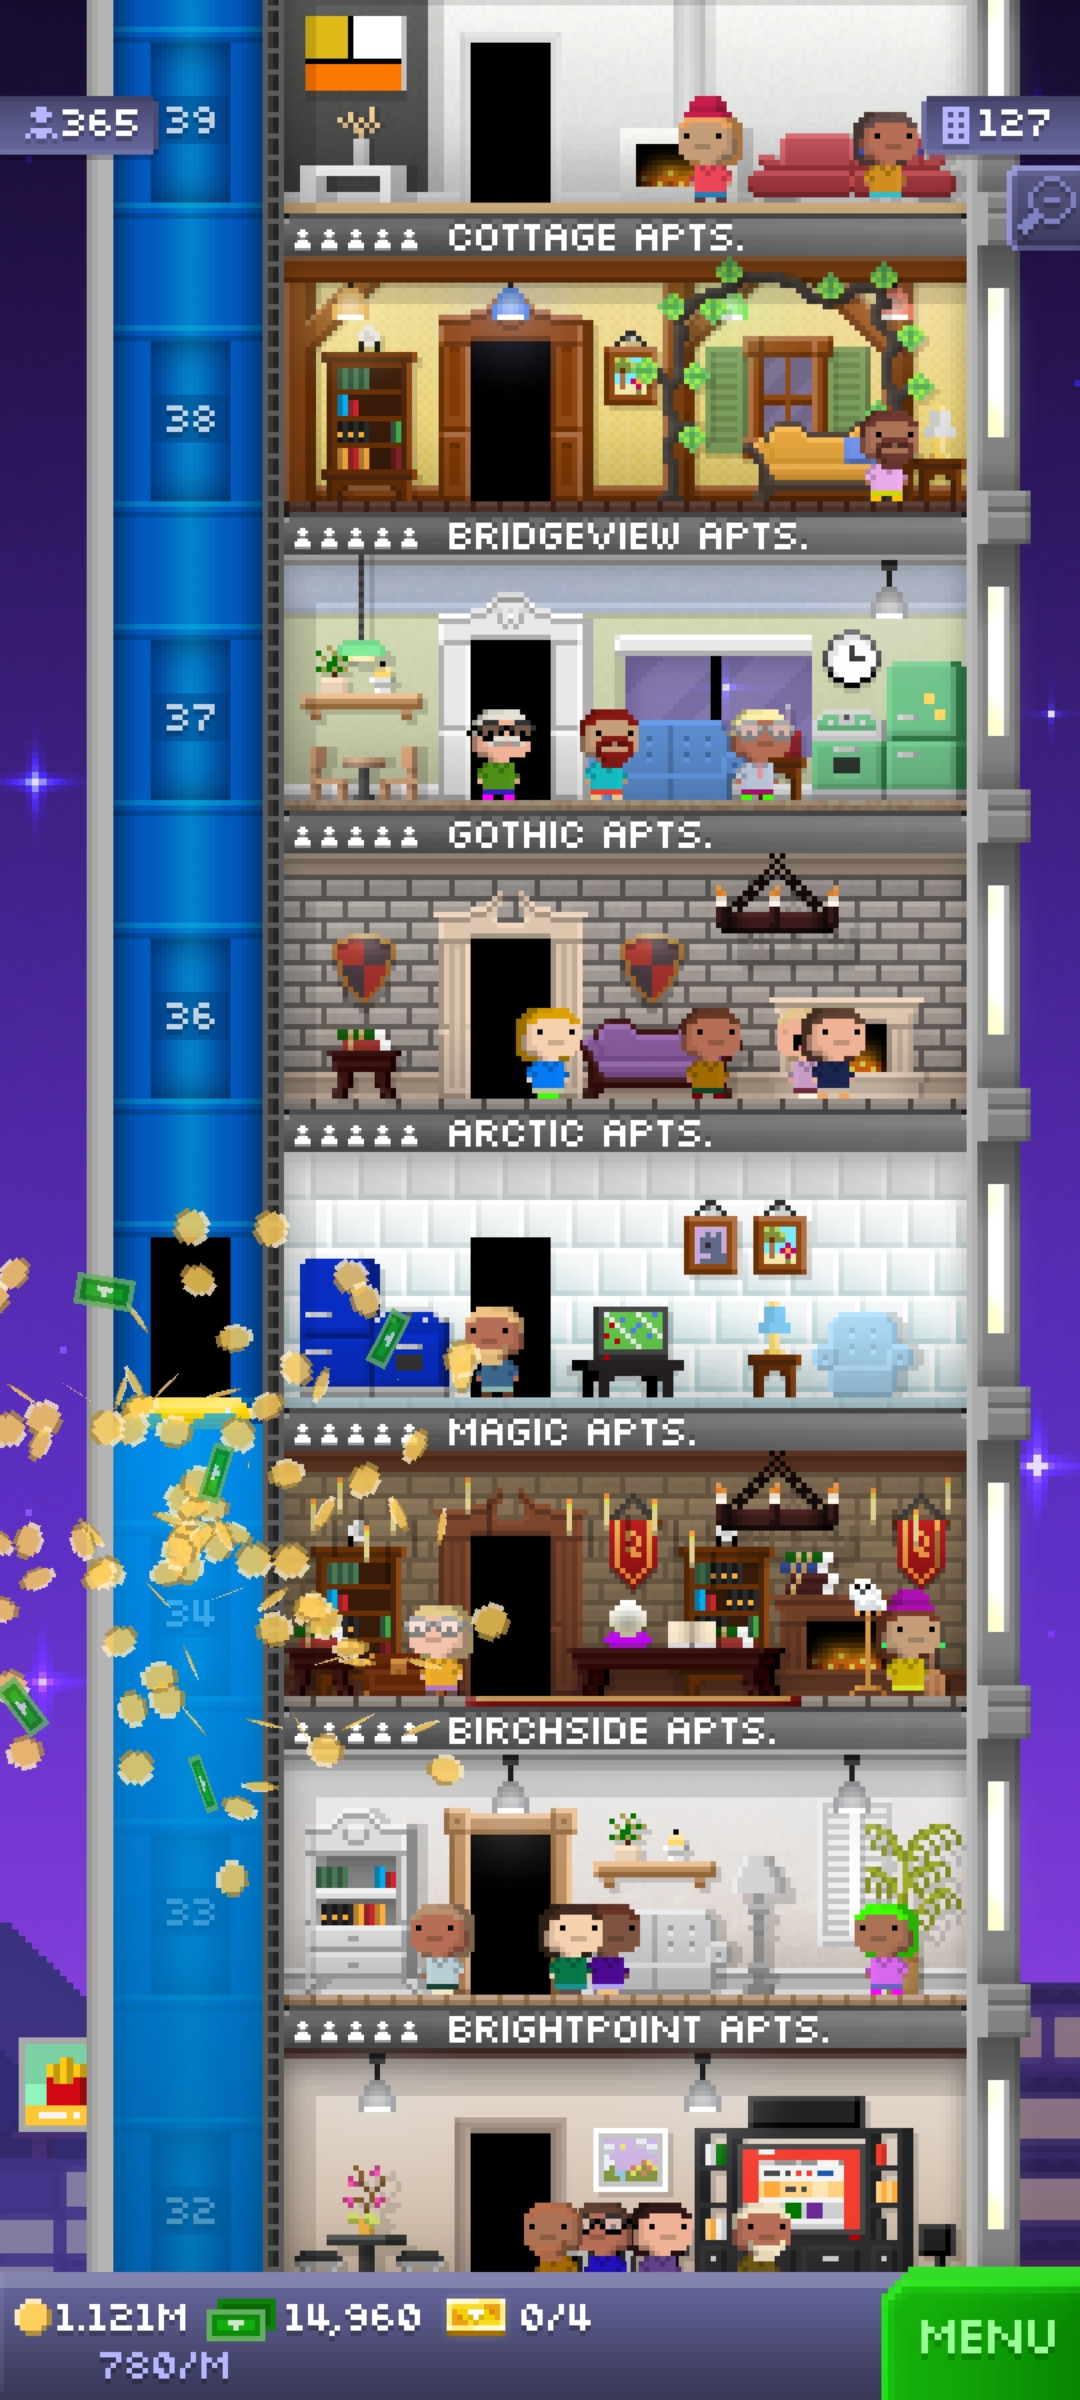 365
39
127
COTTAGE APTS.
38
BRIDGEVIEW APTS.
37
GOTHIC APTS.
36
ARCTIC APTS.
MAGIC APTS.
34
BIRCHSIDE APTS.
33
BRIGHTPOINT APTS.
32
1.121M 14,960 0/4
780/M
MENU